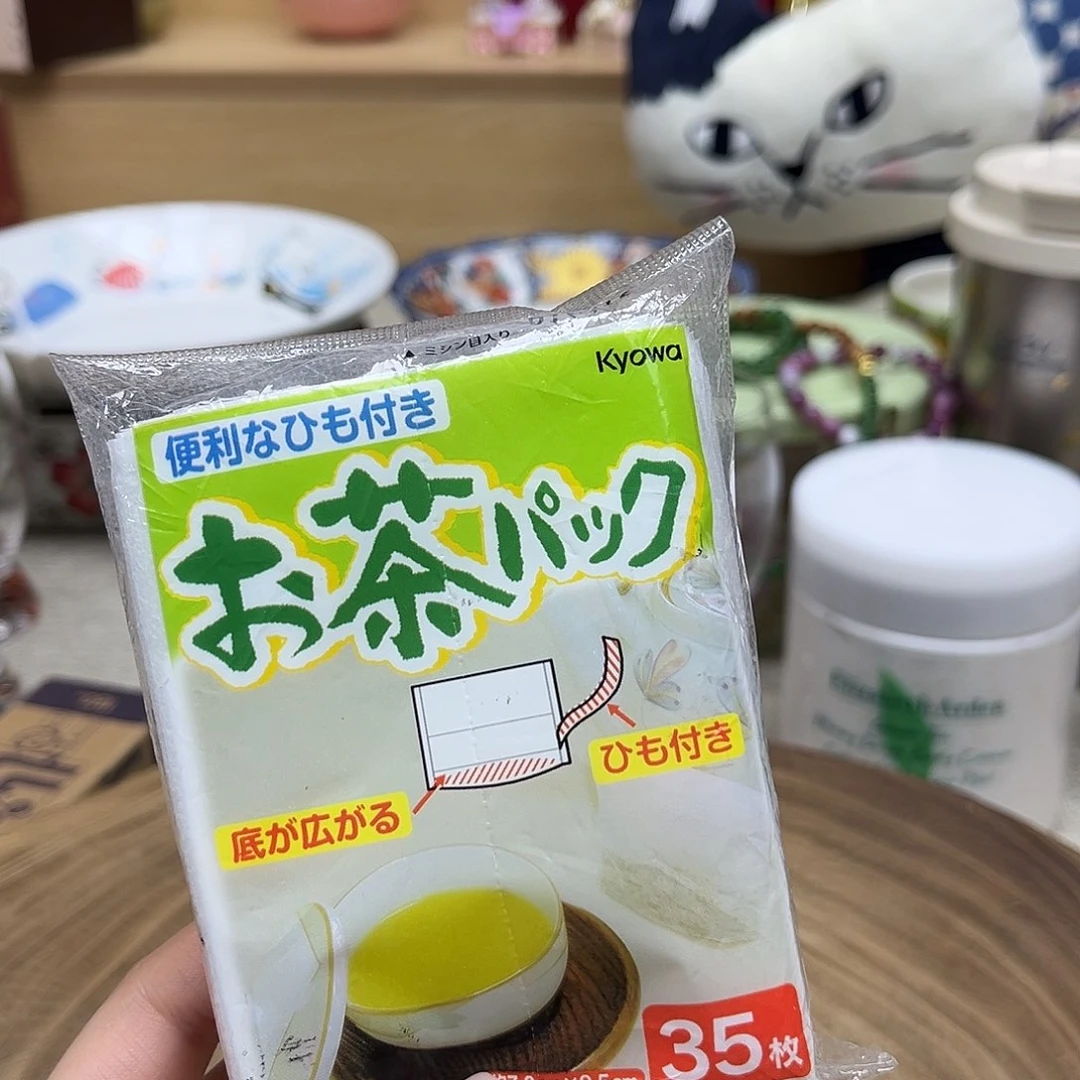 ミシン目入り
Kyowa
便利なひも付き
お茶パック
ひも付き
底が広がる
35枚